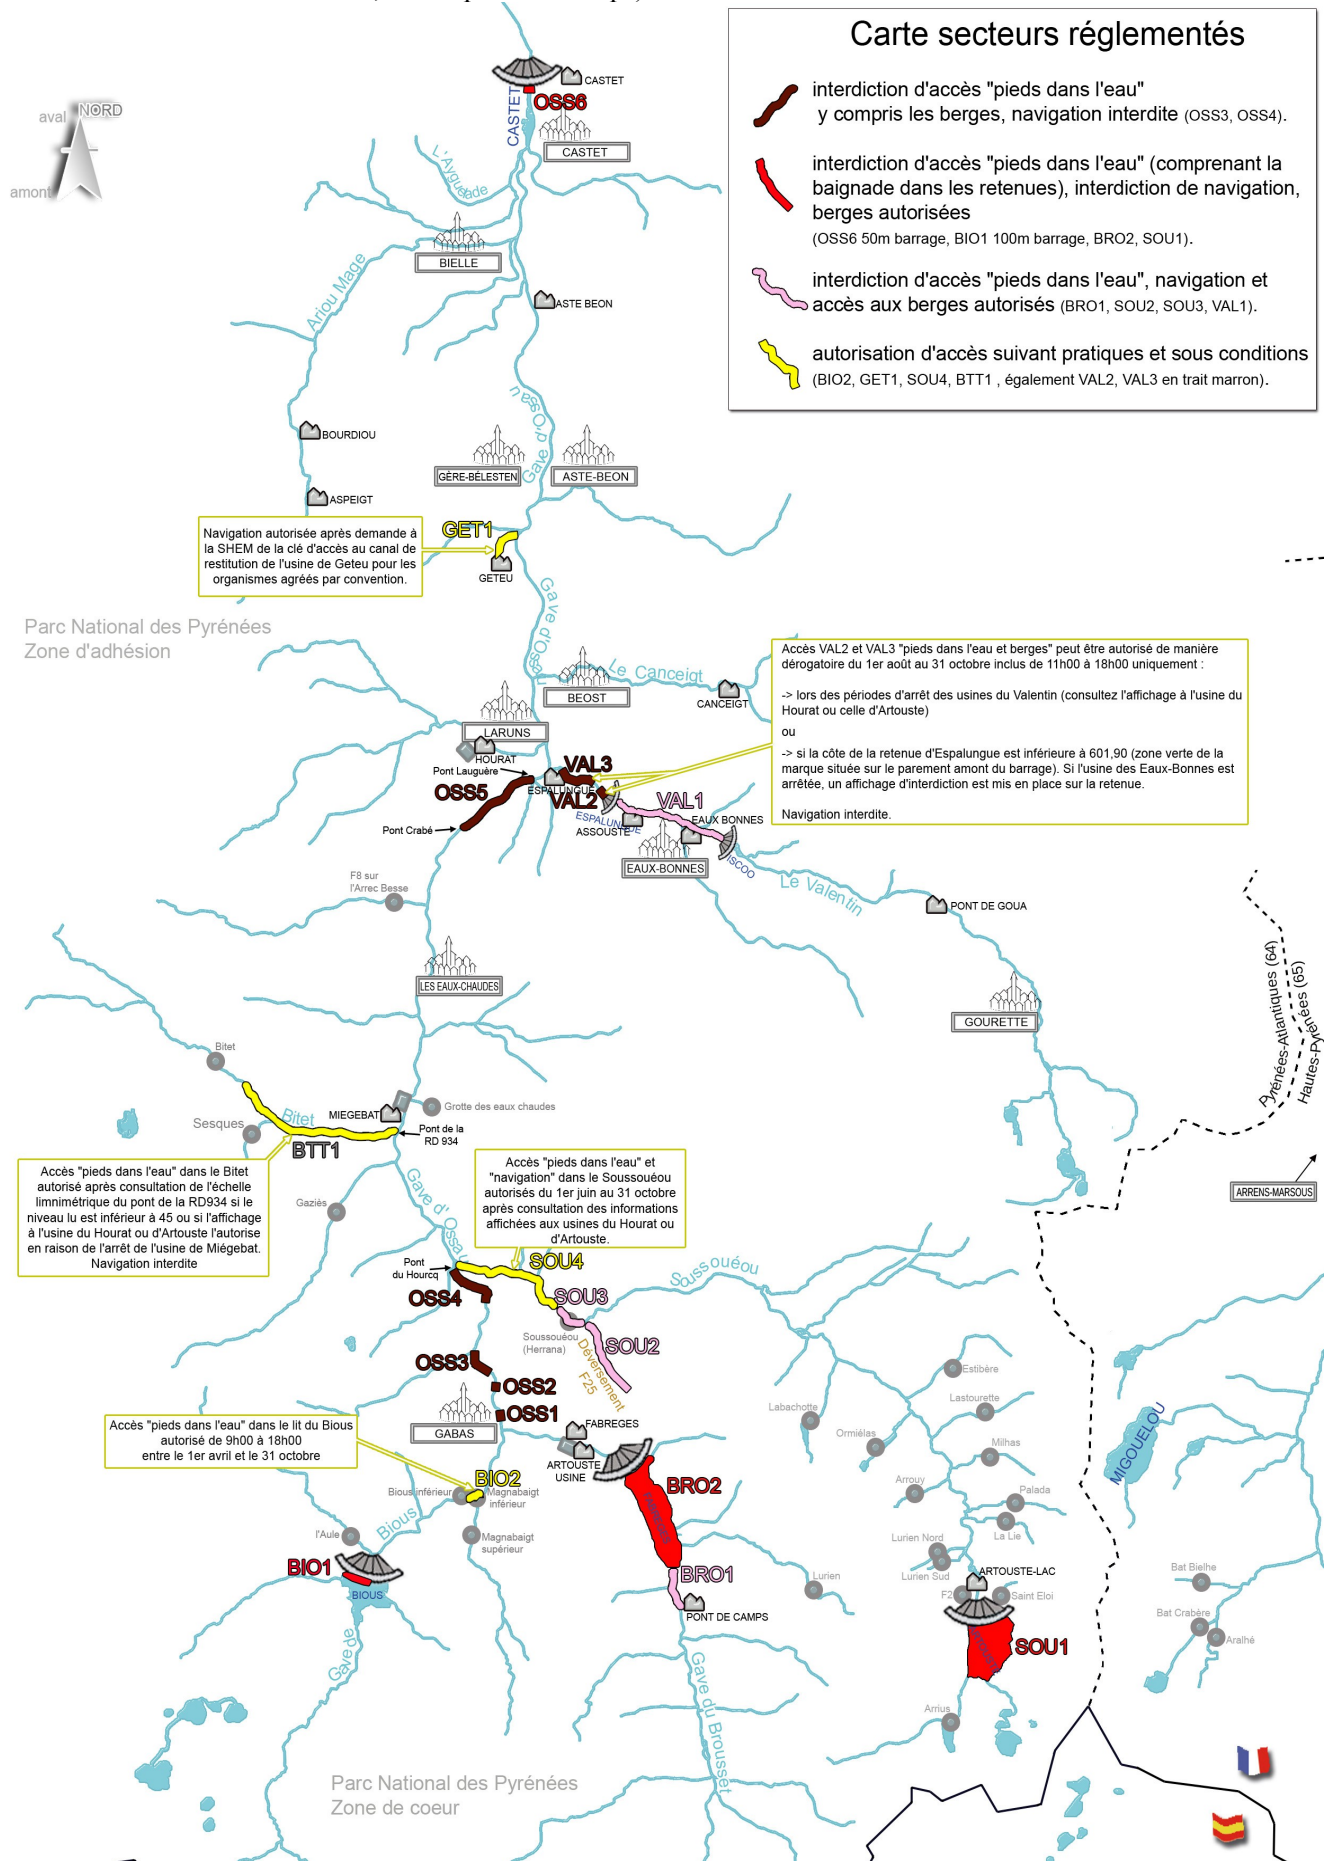 Carte secteurs réglementés
interdiction d'accès "pieds dans l'eau"
y compris les berges, navigation interdite (OSS3, OSS4).
interdiction d'accès "pieds dans l'eau" (comprenant la
baignade dans les retenues), interdiction de navigation,
berges autorisées
(OSS6 50m barrage, BIO1 100m barrage, BRO2, SOU1).
interdiction d'accès "pieds dans l'eau", navigation et
accès aux berges autorisés (BRO1, SOU2, SOU3, VAL1).
autorisation d'accès suivant pratiques et sous conditions
(BIO2, GET1, SOU4, BTT1 , également VAL2, VAL3 en trait marron).
aval
NORD
amont
CASTET
OSS6
CASTET
CASTET
L'Ayguelade
BIELLE
Ariou Mage
ASTE BEON
Gave d'Ossau
BOURDIOU
GÈRE-BÉLESTEN
ASTE-BEON
ASPEIGT
Navigation autorisée après demande à
la SHEM de la clé d'accès au canal de
restitution de l'usine de Geteu pour les
organismes agréés par convention.
GET1
GETEU
Gave d'Ossau
Parc National des Pyrénées
Zone d'adhésion
Accès VAL2 et VAL3 "pieds dans l'eau et berges" peut être autorisé de manière
dérogatoire du 1er août au 31 octobre inclus de 11h00 à 18h00 uniquement :
-> lors des périodes d'arrêt des usines du Valentin (consultez l'affichage à l'usine du
Hourat ou celle d'Artouste)
ou
-> si la côte de la retenue d'Espalungue est inférieure à 601,90 (zone verte de la
marque située sur le parement amont du barrage). Si l'usine des Eaux-Bonnes est
arrêtée, un affichage d'interdiction est mis en place sur la retenue.
Navigation interdite.
Le Canceigt
BEOST
CANCEIGT
LARUNS
HOURAT
Pont Lauguère
VAL3
ESPALUNGUE
OSS5
VAL2
VAL1
ASSOUSTE
EAUX BONNES
Pont Crabé
EAUX-BONNES
ISCOO
Le Valentin
PONT DE GOUA
F8 sur
l'Arrec Besse
LES EAUX-CHAUDES
GOURETTE
Pyrénées-Atlantiques (64)
Hautes-Pyrénées (65)
Bitet
MIEGEBAT
Grotte des eaux chaudes
Sesques
Bitet
Pont de la
RD 934
BTT1
Accès "pieds dans l'eau" dans le Bitet
autorisé après consultation de l'échelle
limnimétrique du pont de la RD934 si le
niveau lu est inférieur à 45 ou si l'affichage
à l'usine du Hourat ou d'Artouste l'autorise
en raison de l'arrêt de l'usine de Miégebat.
Navigation interdite
Accès "pieds dans l'eau" et
"navigation" dans le Soussouéou
autorisés du 1er juin au 31 octobre
après consultation des informations
affichées aux usines du Hourat ou
d'Artouste.
ARRENS-MARSOUS
Gaziès
Gave d' Ossau
Pont
du Hourcq
SOU4
Soussouéou
OSS4
SOU3
Soussouéou
(Herrana)
SOU2
Déversement
F25
OSS3
OSS2
OSS1
Estibère
Lastourette
Labachotte
Ormiélas
Milhas
MIGOUELOU
Accès "pieds dans l'eau" dans le lit du Bious
autorisé de 9h00 à 18h00
entre le 1er avril et le 31 octobre
GABAS
FABREGES
ARTOUSTE
USINE
BIO2
BRO2
Arrouy
Palada
Bious inférieur
Magnabaigt
inférieur
l'Aule
Bious
Magnabaigt
supérieur
La Lie
Lurien Nord
Lurien Sud
BIO1
BIOUS
BRO1
PONT DE CAMPS
Lurien
ARTOUSTE-LAC
F2
Saint Eloi
Bat Bielhe
Bat Crabère
Aralhé
SOU1
Gave de
Gave du Brousset
Arrius
Parc National des Pyrénées
Zone de coeur